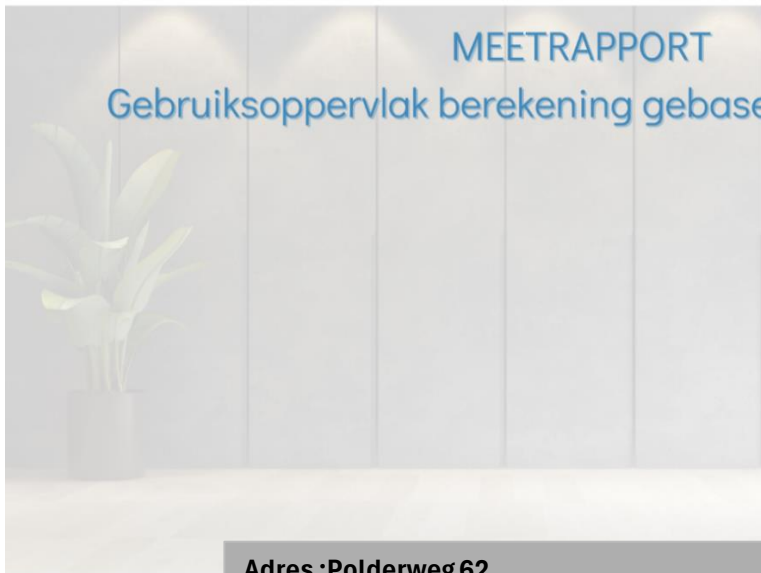 MEETRAPPORT
Gebruiksoppervlak berekening gebase
Adres :Polderweg 62